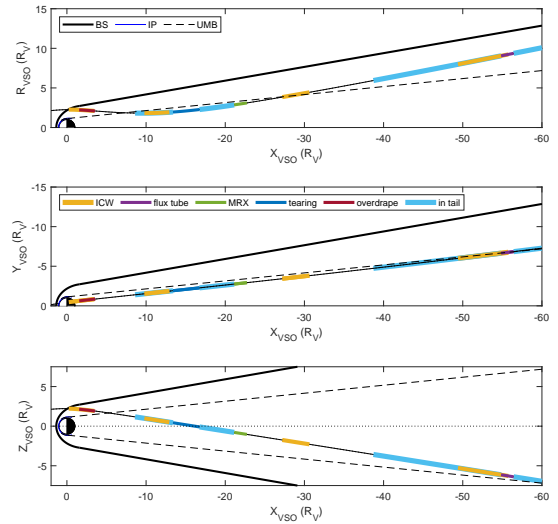 BS IP UMB
15
10
5
0
R_VSO (R_V)
0 -10 -20 -30 -40 -50 -60
X_VSO (R_V)
ICW flux tube MRX tearing overdrape in tail
-15
-10
-5
0
Y_VSO (R_V)
0 -10 -20 -30 -40 -50 -60
X_VSO (R_V)
5
0
-5
Z_VSO (R_V)
0 -10 -20 -30 -40 -50 -60
X_VSO (R_V)